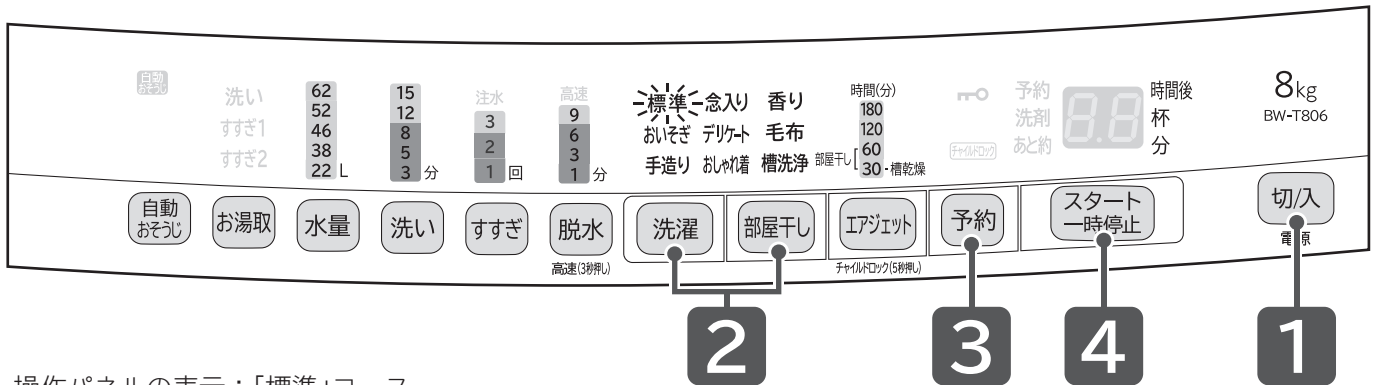 自動おそうじ
洗い
すすぎ1
すすぎ2
62
52
46
38
22 L
15
12
8
5
3 分
注水
3
2
1 回
高速
9
6
3
1 分
標準 念入り 香り
おいそぎ デリケート 毛布
手造り おしゃれ着 槽洗浄
時間(分)
180
120
部屋干し 60
30 - 槽乾燥
チャイルドロック
予約
洗剤
あと約
8.8
時間後
杯
分
8kg
BW-T806
自動おそうじ
お湯取
水量
洗い
すすぎ
脱水
高速(3秒押し)
洗濯
部屋干し
エアジェット
チャイルドロック(5秒押し)
予約
スタート
一時停止
切/入
電源
2
3
4
1
操作パネルの表示:「標準」コース